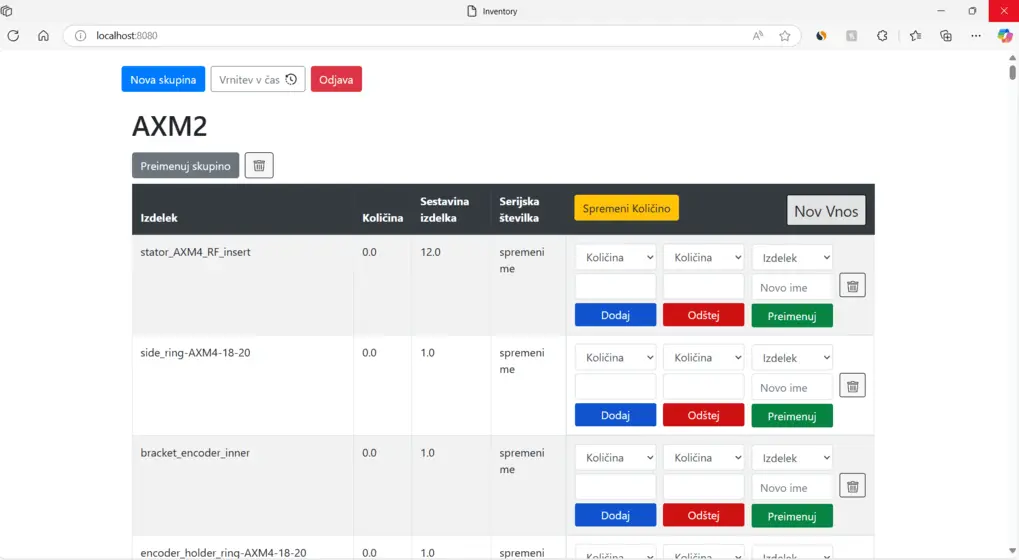 Inventory
localhost:8080
Nova skupina Vrnitev v čas Odjava
AXM2
Preimenuj skupino
Izdelek Količina Sestavina izdelka Serijska številka Spremeni Količino Nov Vnos
stator_AXM4_RF_insert 0.0 12.0 spremeni me Količina Količina Izdelek
Novo ime
Dodaj Odštej Preimenuj
side_ring-AXM4-18-20 0.0 1.0 spremeni me Količina Količina Izdelek
Novo ime
Dodaj Odštej Preimenuj
bracket_encoder_inner 0.0 1.0 spremeni me Količina Količina Izdelek
Novo ime
Dodaj Odštej Preimenuj
encoder_holder_ring-AXM4-18-20 0.0 1.0 spremeni Količina Količina Izdelek